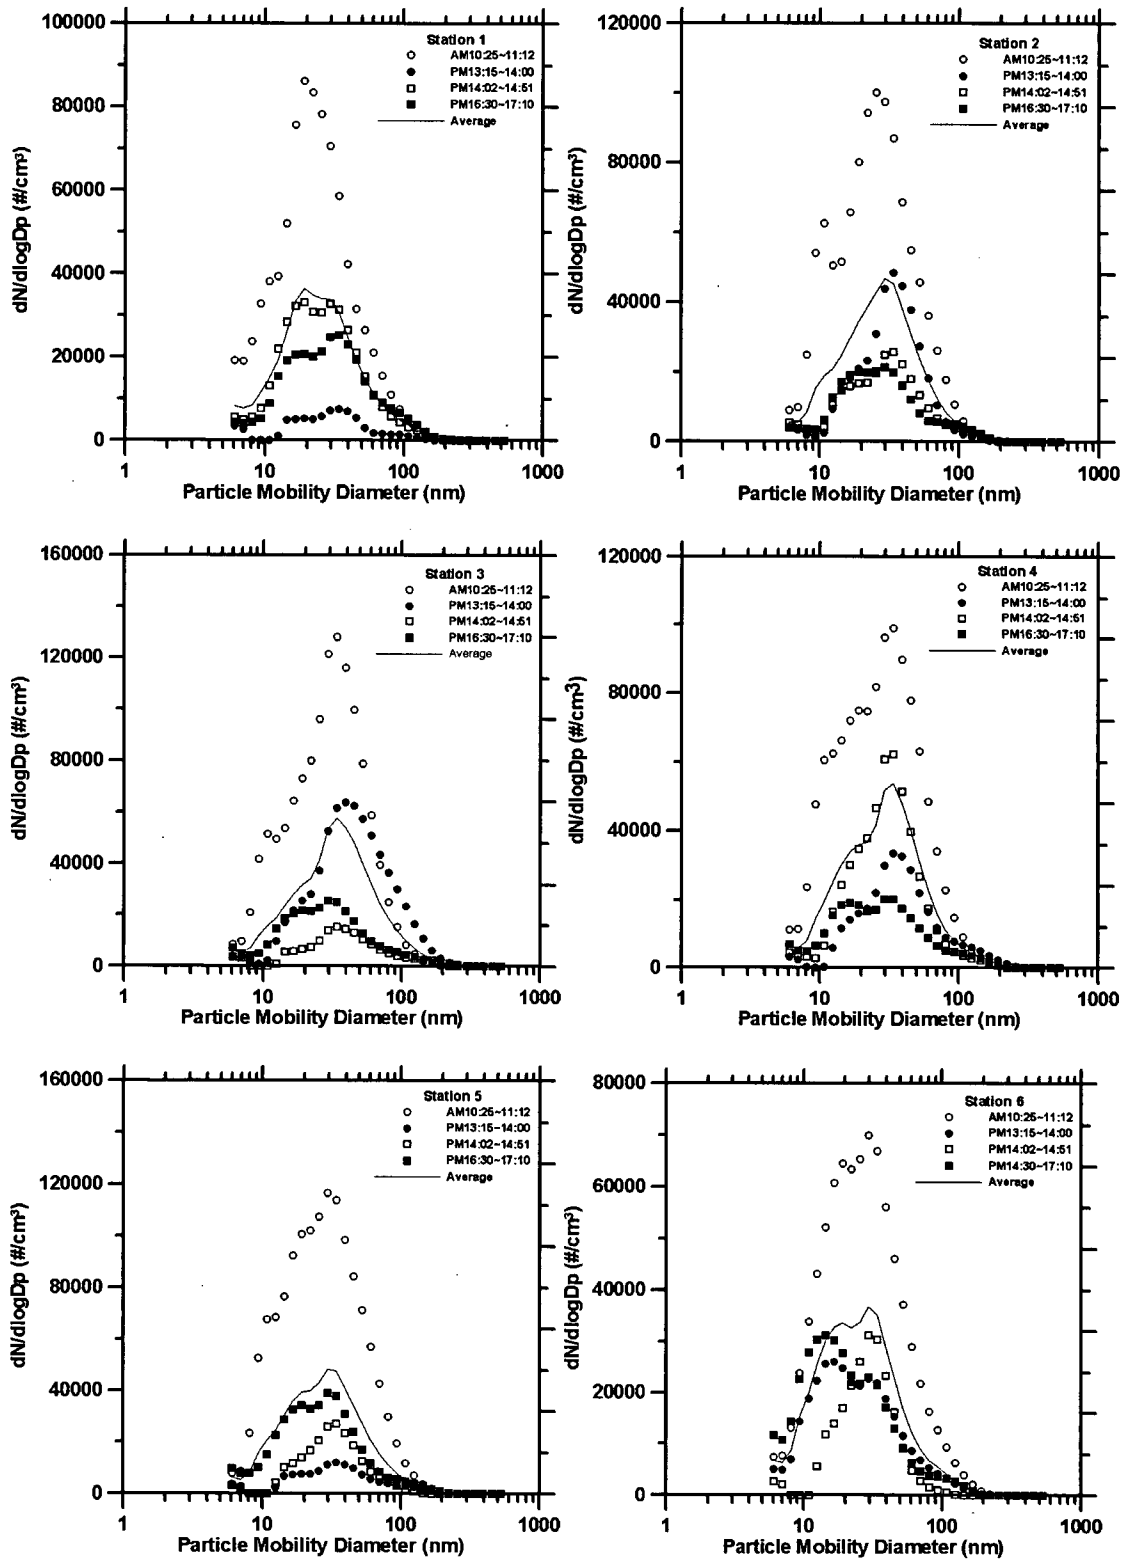 100000
80000
60000
40000
20000
0
dN/dlogDp (#/cm³)
Station 1
AM10:25~11:12
PM13:15~14:00
PM14:02~14:51
PM16:30~17:10
Average
1 10 100 1000
Particle Mobility Diameter (nm)
120000
80000
40000
0
dN/dlogDp (#/cm³)
Station 2
AM10:25~11:12
PM13:15~14:00
PM14:02~14:51
PM16:30~17:10
Average
1 10 100 1000
Particle Mobility Diameter (nm)
160000
120000
80000
40000
0
dN/dlogDp (#/cm³)
Station 3
AM10:25~11:12
PM13:15~14:00
PM14:02~14:51
PM16:30~17:10
Average
1 10 100 1000
Particle Mobility Diameter (nm)
120000
80000
40000
0
dN/dlogDp (#/cm3)
Station 4
AM10:25~11:12
PM13:15~14:00
PM14:02~14:51
PM16:30~17:10
Average
1 10 100 1000
Particle Mobility Diameter (nm)
160000
120000
80000
40000
0
dN/dlogDp (#/cm³)
Station 5
AM10:25~11:12
PM13:15~14:00
PM14:02~14:51
PM16:30~17:10
Average
1 10 100 1000
Particle Mobility Diameter (nm)
80000
60000
40000
20000
0
dN/dlogDp (#/cm³)
Station 6
AM10:25~11:12
PM13:15~14:00
PM14:02~14:51
PM14:30~17:10
Average
1 10 100 1000
Particle Mobility Diameter (nm)